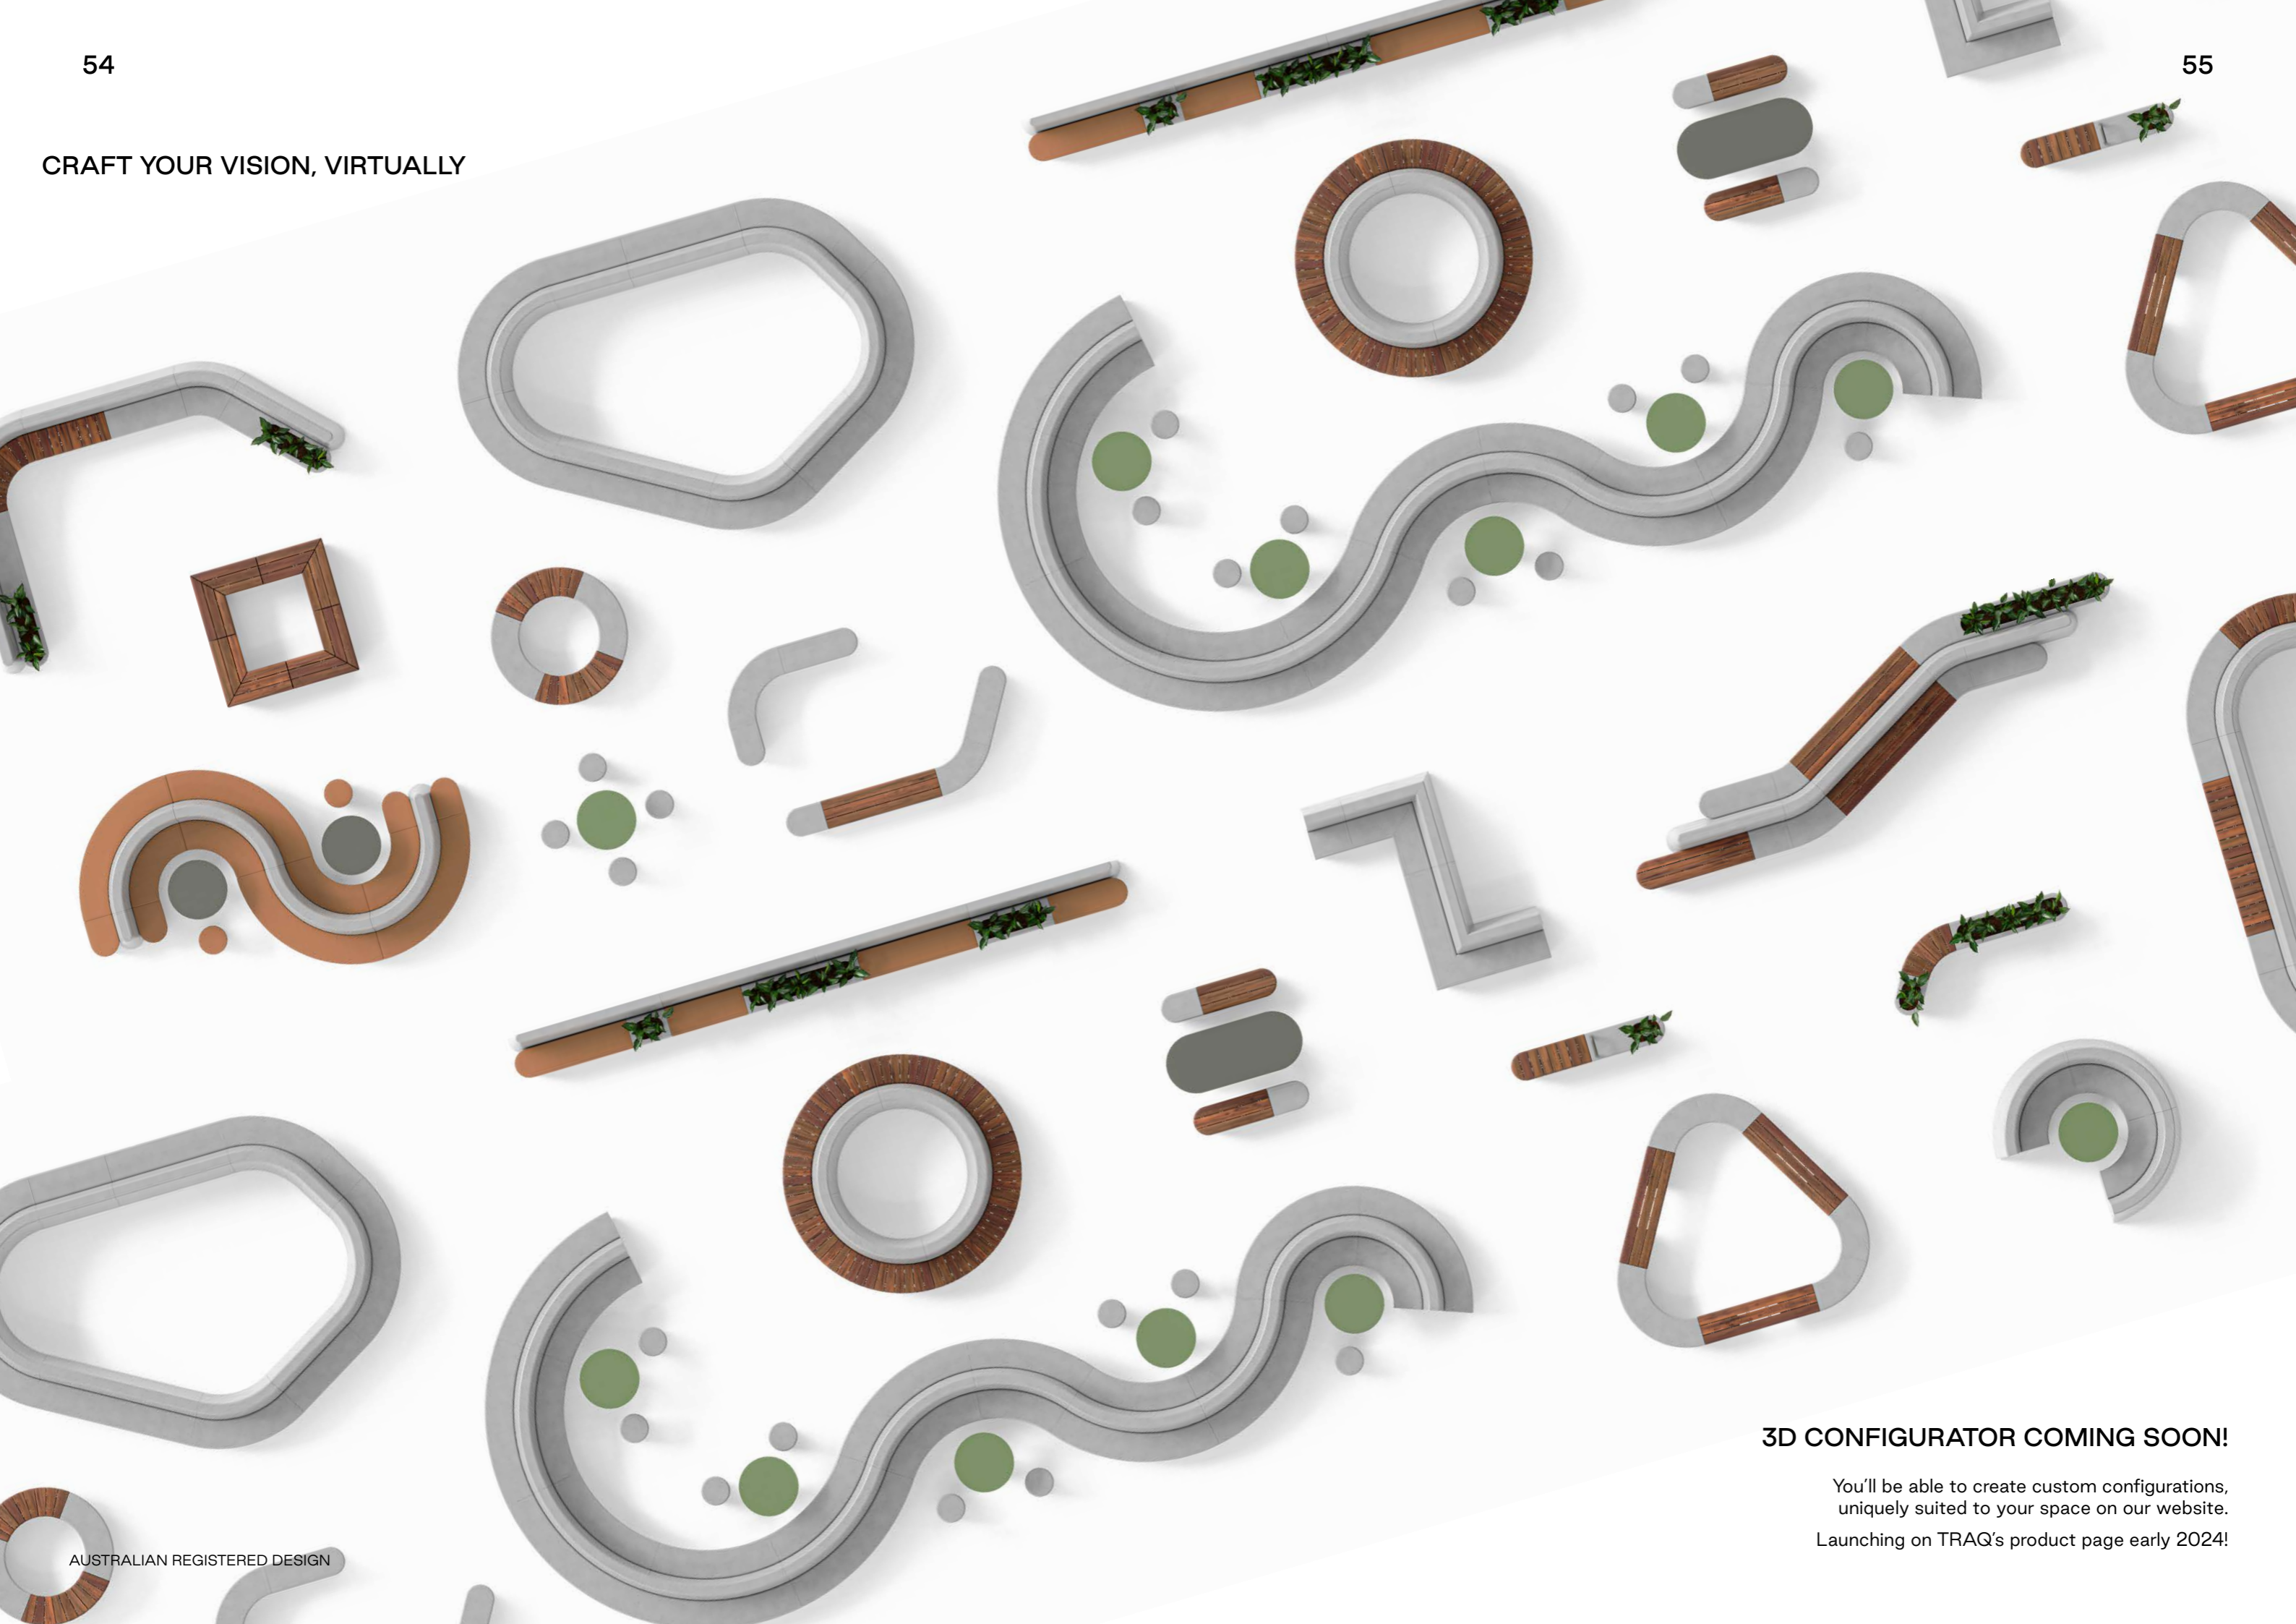 54
55
CRAFT YOUR VISION, VIRTUALLY
3D CONFIGURATOR COMING SOON!
You'll be able to create custom configurations,
uniquely suited to your space on our website.
Launching on TRAQ's product page early 2024!
AUSTRALIAN REGISTERED DESIGN